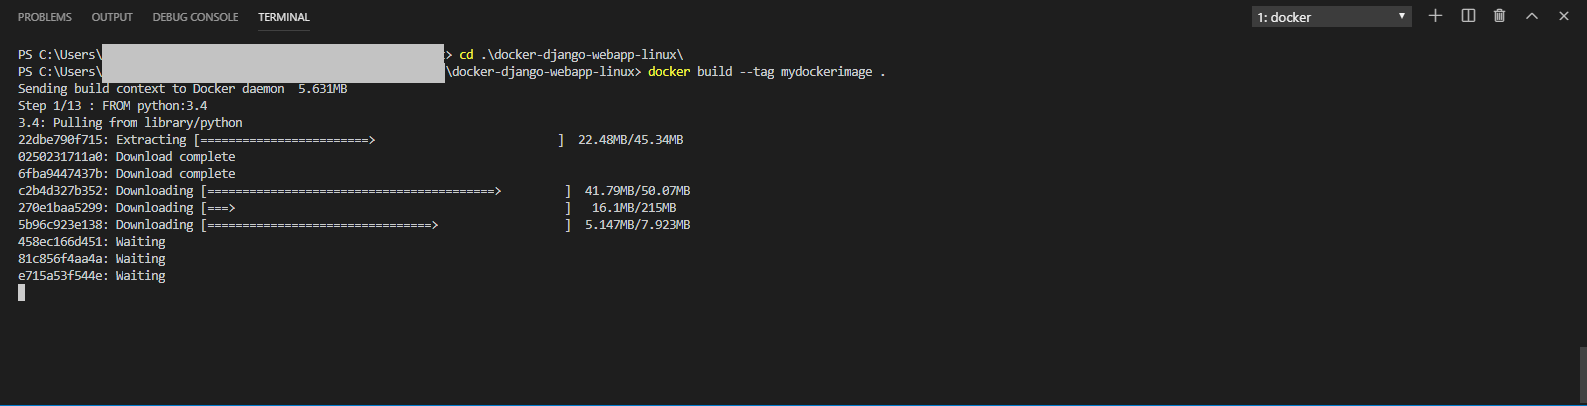 PROBLEMS OUTPUT DEBUG CONSOLE TERMINAL 1: docker
PS C:\Users\ > cd .\docker-django-webapp-linux\
PS C:\Users\ \docker-django-webapp-linux> docker build --tag mydockerimage .
Sending build context to Docker daemon  5.631MB
Step 1/13 : FROM python:3.4
3.4: Pulling from library/python
22dbe790f715: Extracting [========================>                          ]  22.48MB/45.34MB
0250231711a0: Download complete
6fba9447437b: Download complete
c2b4d327b352: Downloading [=========================================>         ]  41.79MB/50.07MB
270e1baa5299: Downloading [===>                                               ]   16.1MB/215MB
5b96c923e138: Downloading [================================>                  ]  5.147MB/7.923MB
458ec166d451: Waiting
81c856f4aa4a: Waiting
e715a53f544e: Waiting